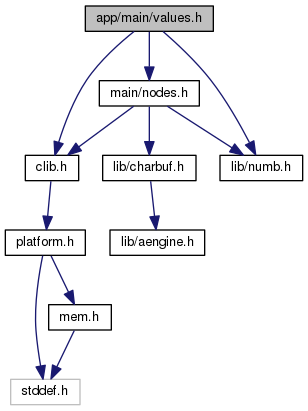 app/main/values.h
main/nodes.h
clib.h
lib/charbuf.h
lib/numb.h
platform.h
lib/aengine.h
mem.h
stddef.h